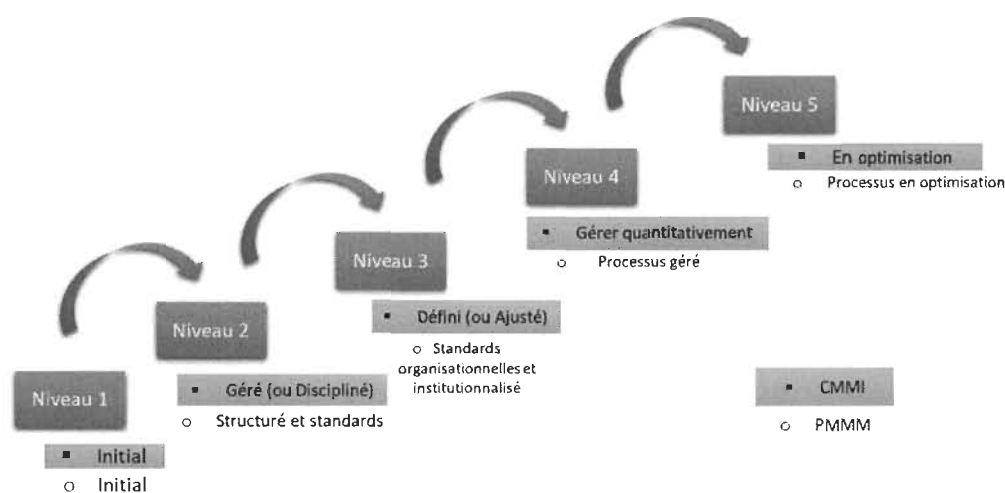 Niveau 1
▪ Initial
○ Initial
Niveau 2
▪ Géré (ou Discipliné)
○ Structuré et standards
Niveau 3
▪ Défini (ou Ajusté)
○ Standards
organisationnelles et
institutionnalisé
Niveau 4
▪ Gérer quantitativement
○ Processus géré
Niveau 5
▪ En optimisation
○ Processus en optimisation
▪ CMMI
○ PMMM